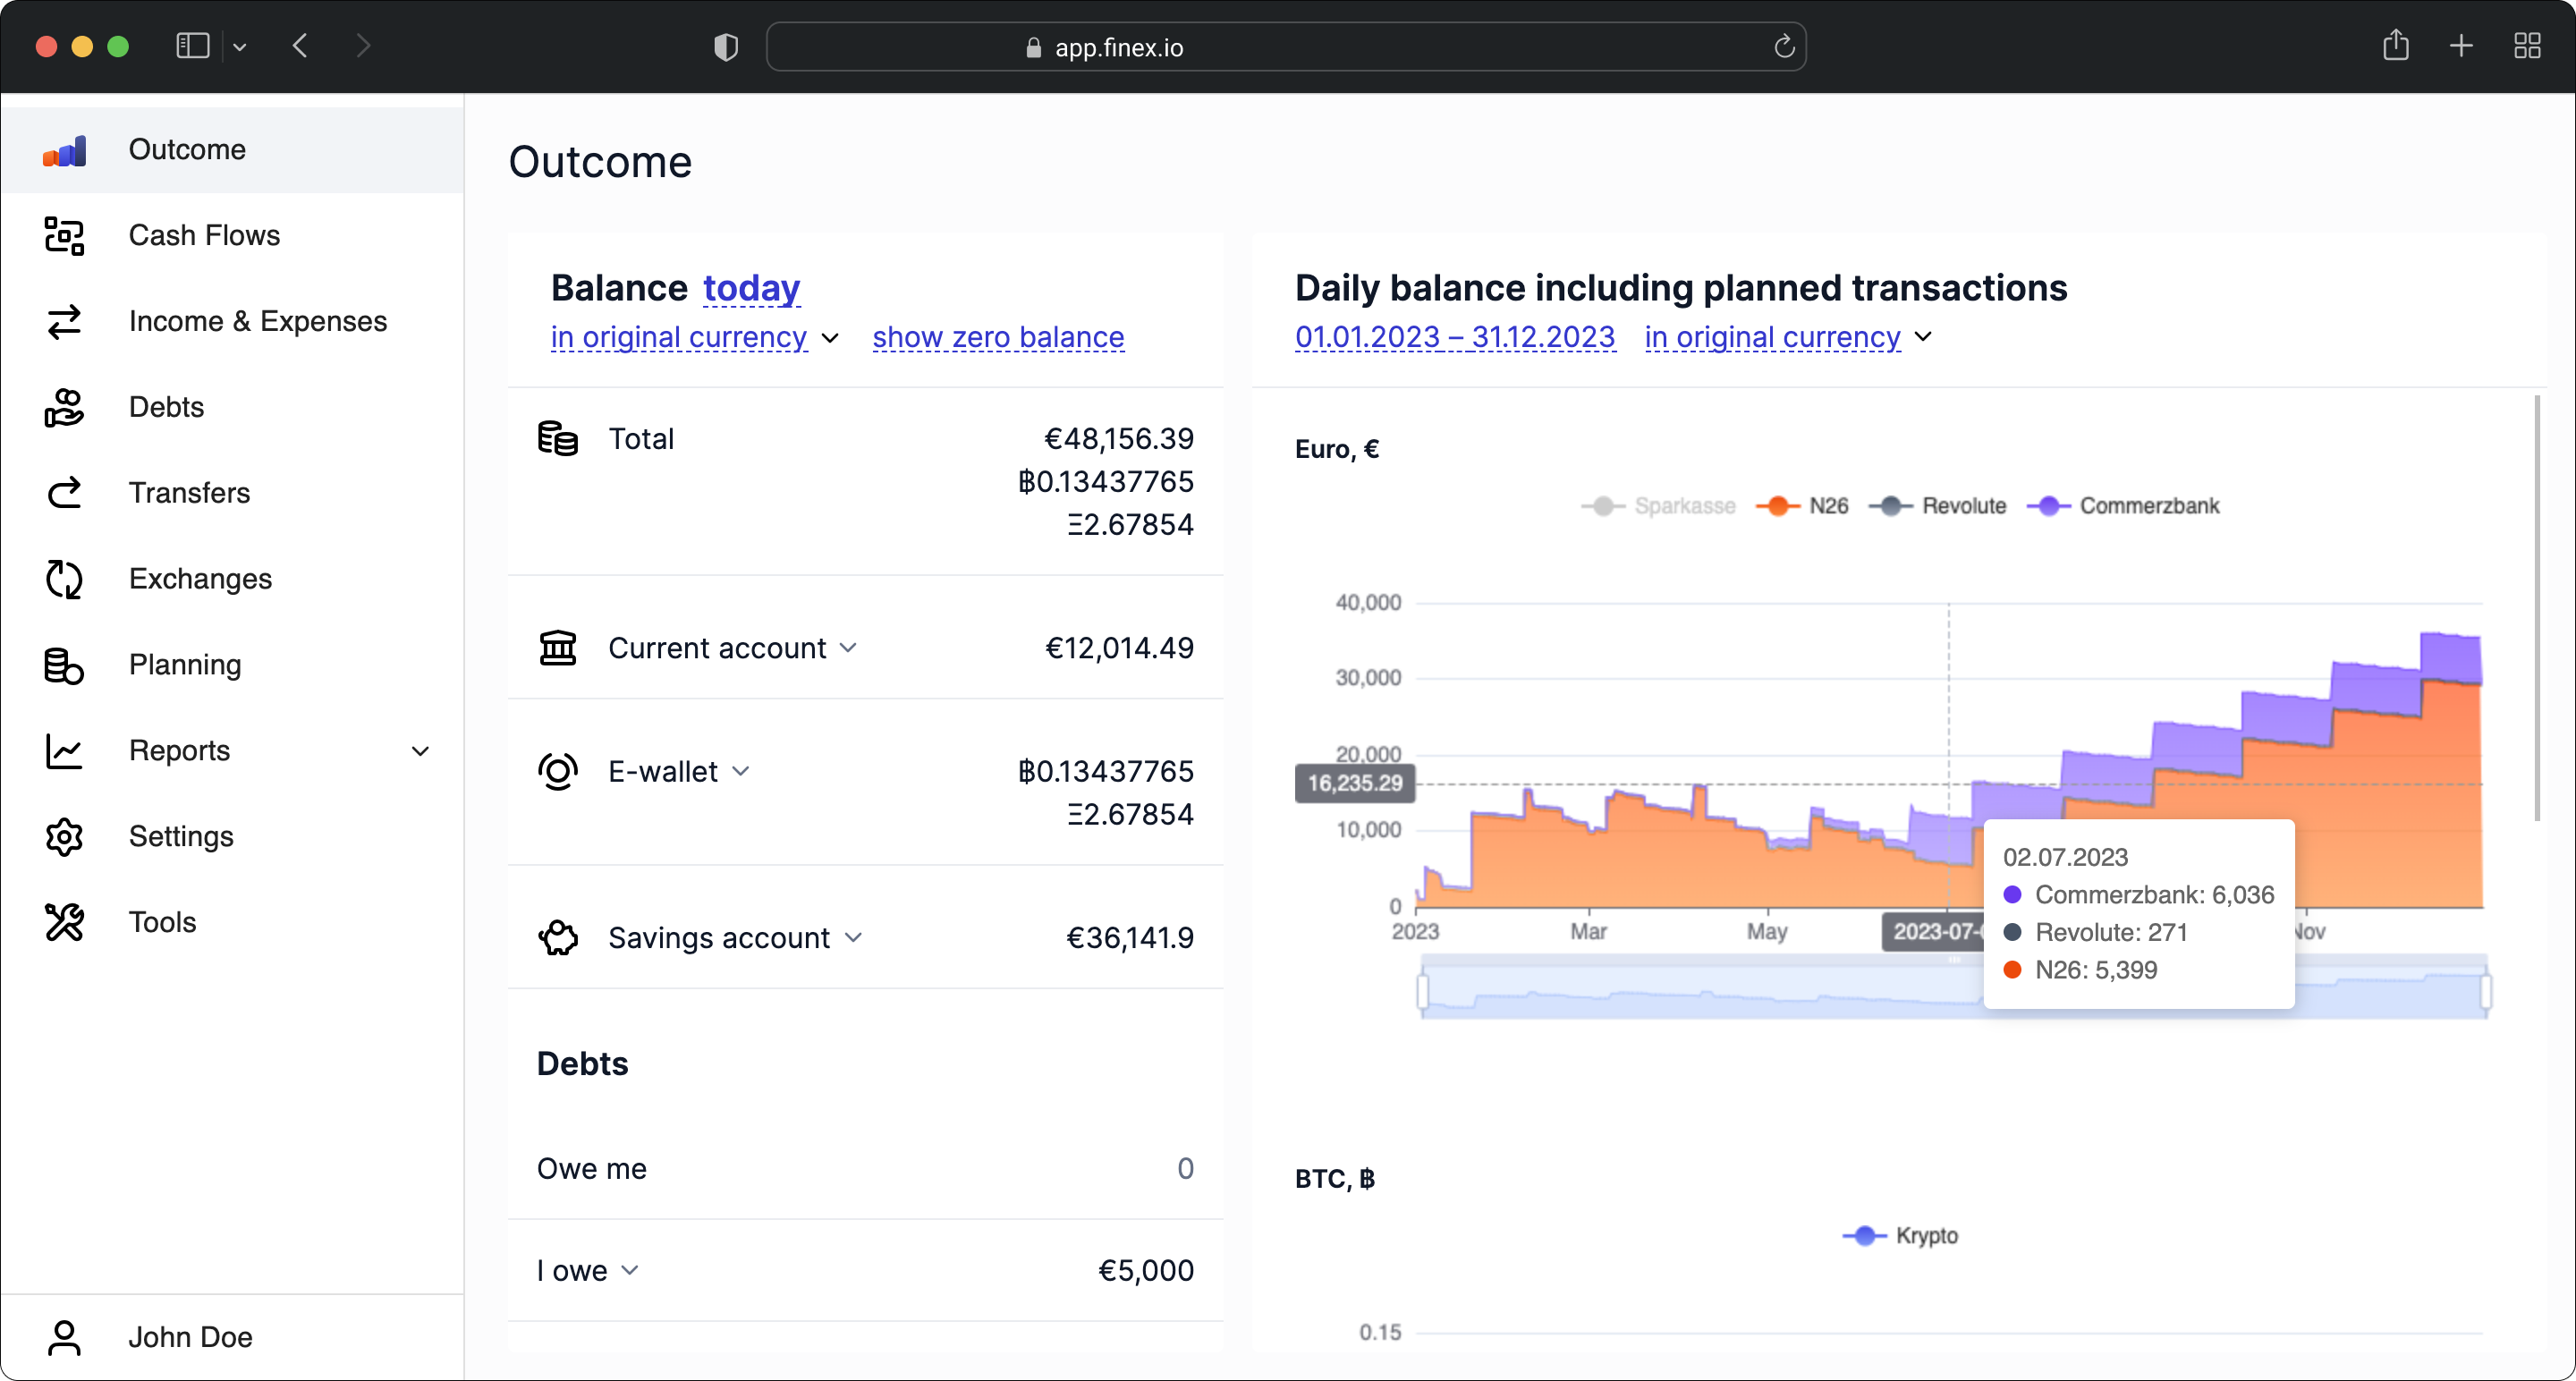 app.finex.io
Outcome
Cash Flows
Income & Expenses
Debts
Transfers
Exchanges
Planning
Reports
Settings
Tools
John Doe
Outcome
Balance today
in original currency show zero balance
Total €48,156.39
฿0.13437765
Ξ2.67854
Current account €12,014.49
E-wallet ฿0.13437765
Ξ2.67854
Savings account €36,141.9
Debts
Owe me 0
I owe €5,000
Daily balance including planned transactions
01.01.2023 – 31.12.2023 in original currency
Euro, €
Sparkasse N26 Revolute Commerzbank
40,000
30,000
20,000
16,235.29
10,000
0
2023 Mar May 2023-07- Nov
02.07.2023
Commerzbank: 6,036
Revolute: 271
N26: 5,399
BTC, ฿
Krypto
0.15